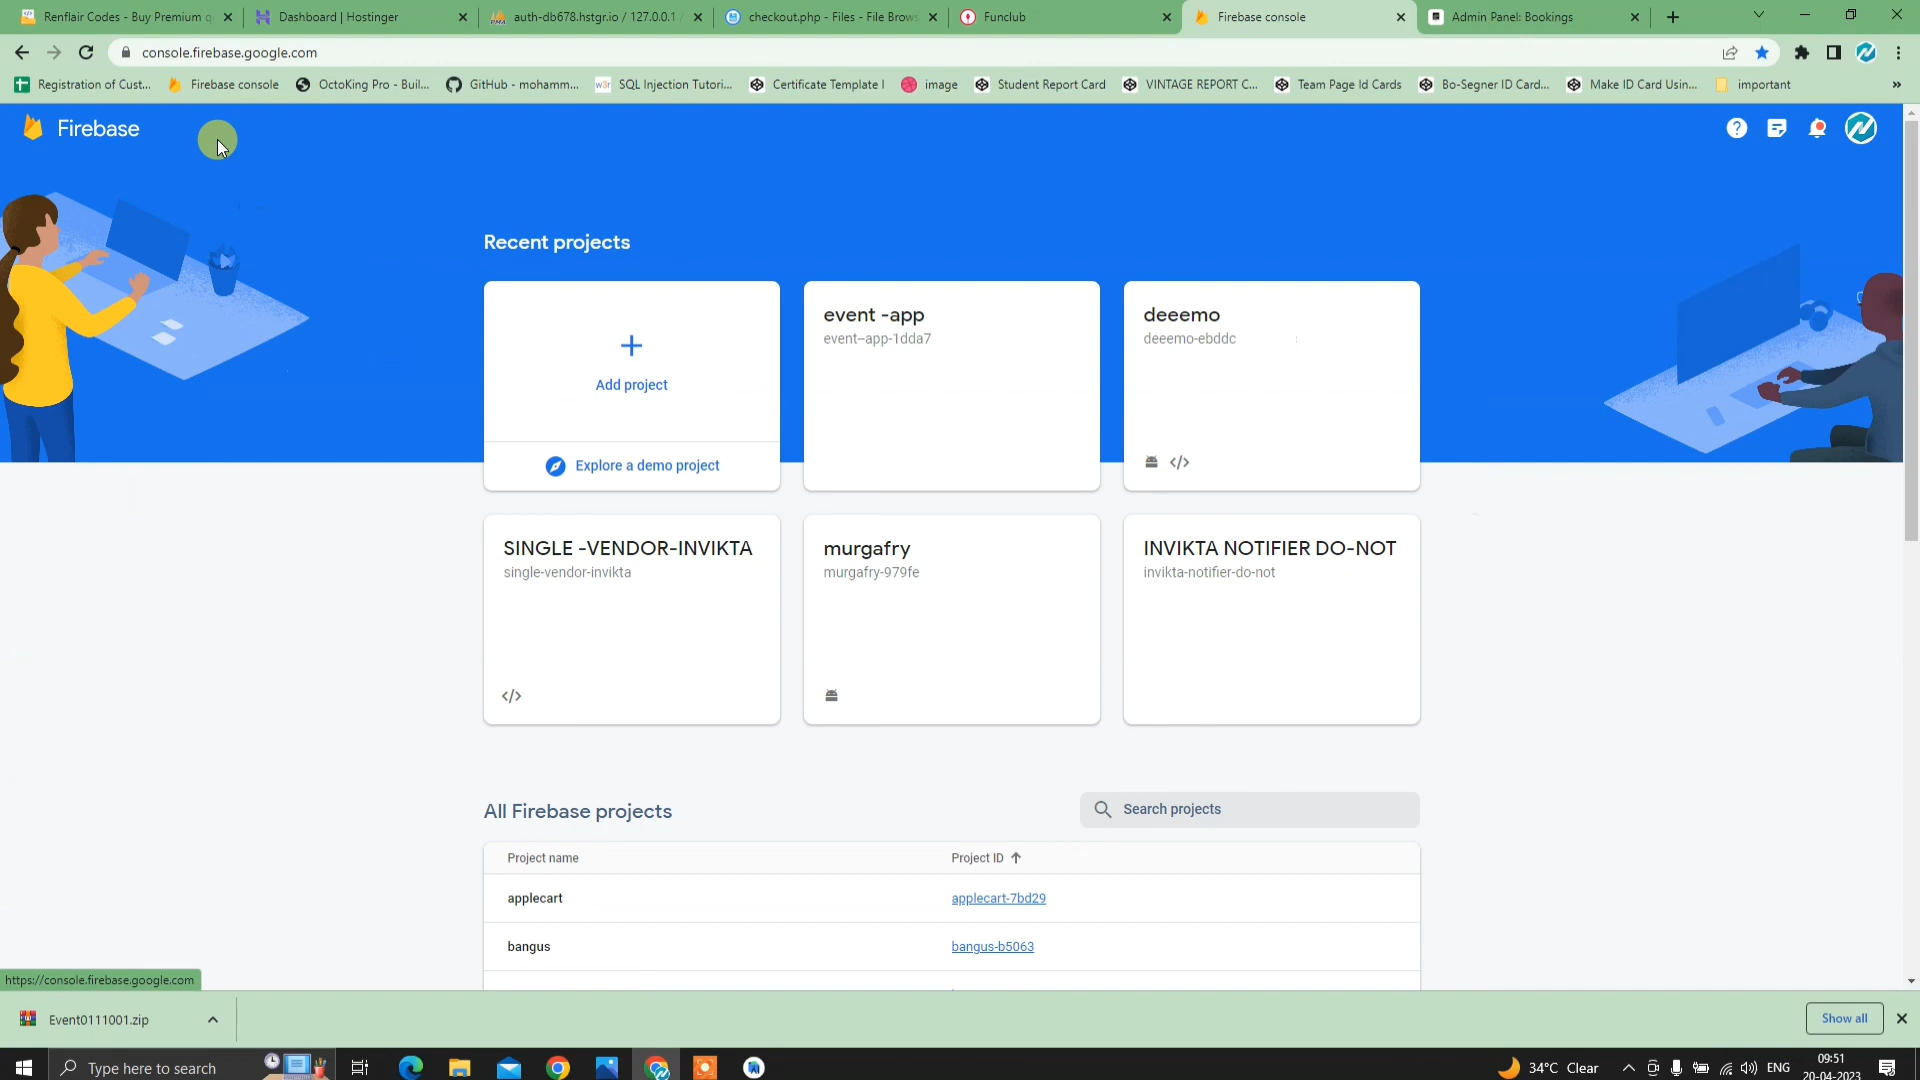 Renflair Codes - Buy Premium q
Dashboard | Hostinger
auth-db678.hstgr.io / 127.0.0.1
checkout.php - Files - File Brows
Funclub
Firebase console
Admin Panel: Bookings
console.firebase.google.com
Registration of Cust...
Firebase console
OctoKing Pro - Buil...
GitHub - mohamm...
SQL Injection Tutori...
Certificate Template I
image
Student Report Card
VINTAGE REPORT C...
Team Page Id Cards
Bo-Segner ID Card...
Make ID Card Usin...
important
»
Firebase
Recent projects
Add project
Explore a demo project
event -app
event--app-1dda7
deeemo
deeemo-ebddc
SINGLE -VENDOR-INVIKTA
single-vendor-invikta
murgafry
murgafry-979fe
INVIKTA NOTIFIER DO-NOT
invikta-notifier-do-not
All Firebase projects
Search projects
Project name
Project ID
applecart
applecart-7bd29
bangus
bangus-b5063
https://console.firebase.google.com
Event0111001.zip
Show all
Type here to search
34°C Clear
ENG
09:51
20-04-2023